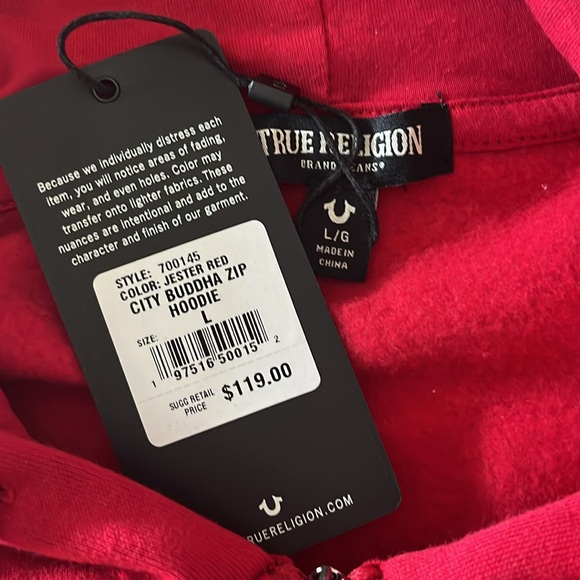 Because we individually distress each
item, you will notice areas of fading,
wear, and even holes. Color may
transfer onto lighter fabrics. These
nuances are intentional and add to the
character and finish of our garment.
STYLE: 700145
COLOR: JESTER RED
CITY BUDDHA ZIP
HOODIE
SIZE: L
1 97516 50015 2
SUGG RETAIL
PRICE $119.00
TRUERELIGION.COM
TRUE RELIGION
BRAND JEANS
L/G
MADE IN
CHINA